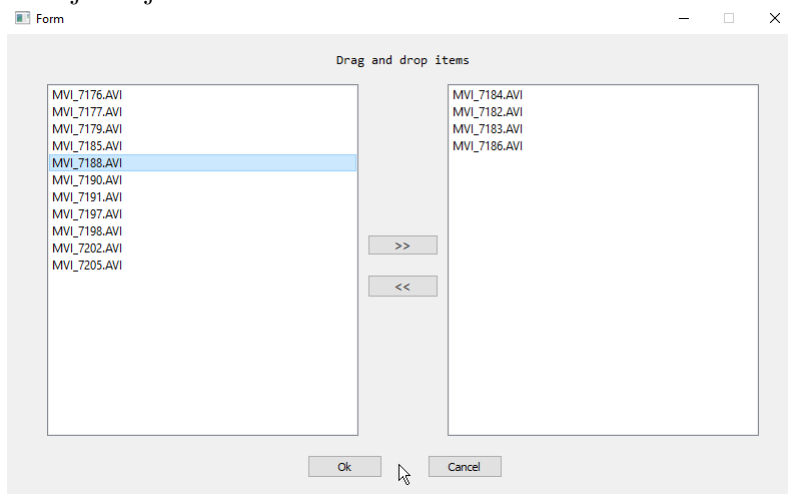 Form
Drag and drop items
MVI_7176.AVI
MVI_7177.AVI
MVI_7179.AVI
MVI_7185.AVI
MVI_7188.AVI
MVI_7190.AVI
MVI_7191.AVI
MVI_7197.AVI
MVI_7198.AVI
MVI_7202.AVI
MVI_7205.AVI
>>
<<
MVI_7184.AVI
MVI_7182.AVI
MVI_7183.AVI
MVI_7186.AVI
Ok
Cancel